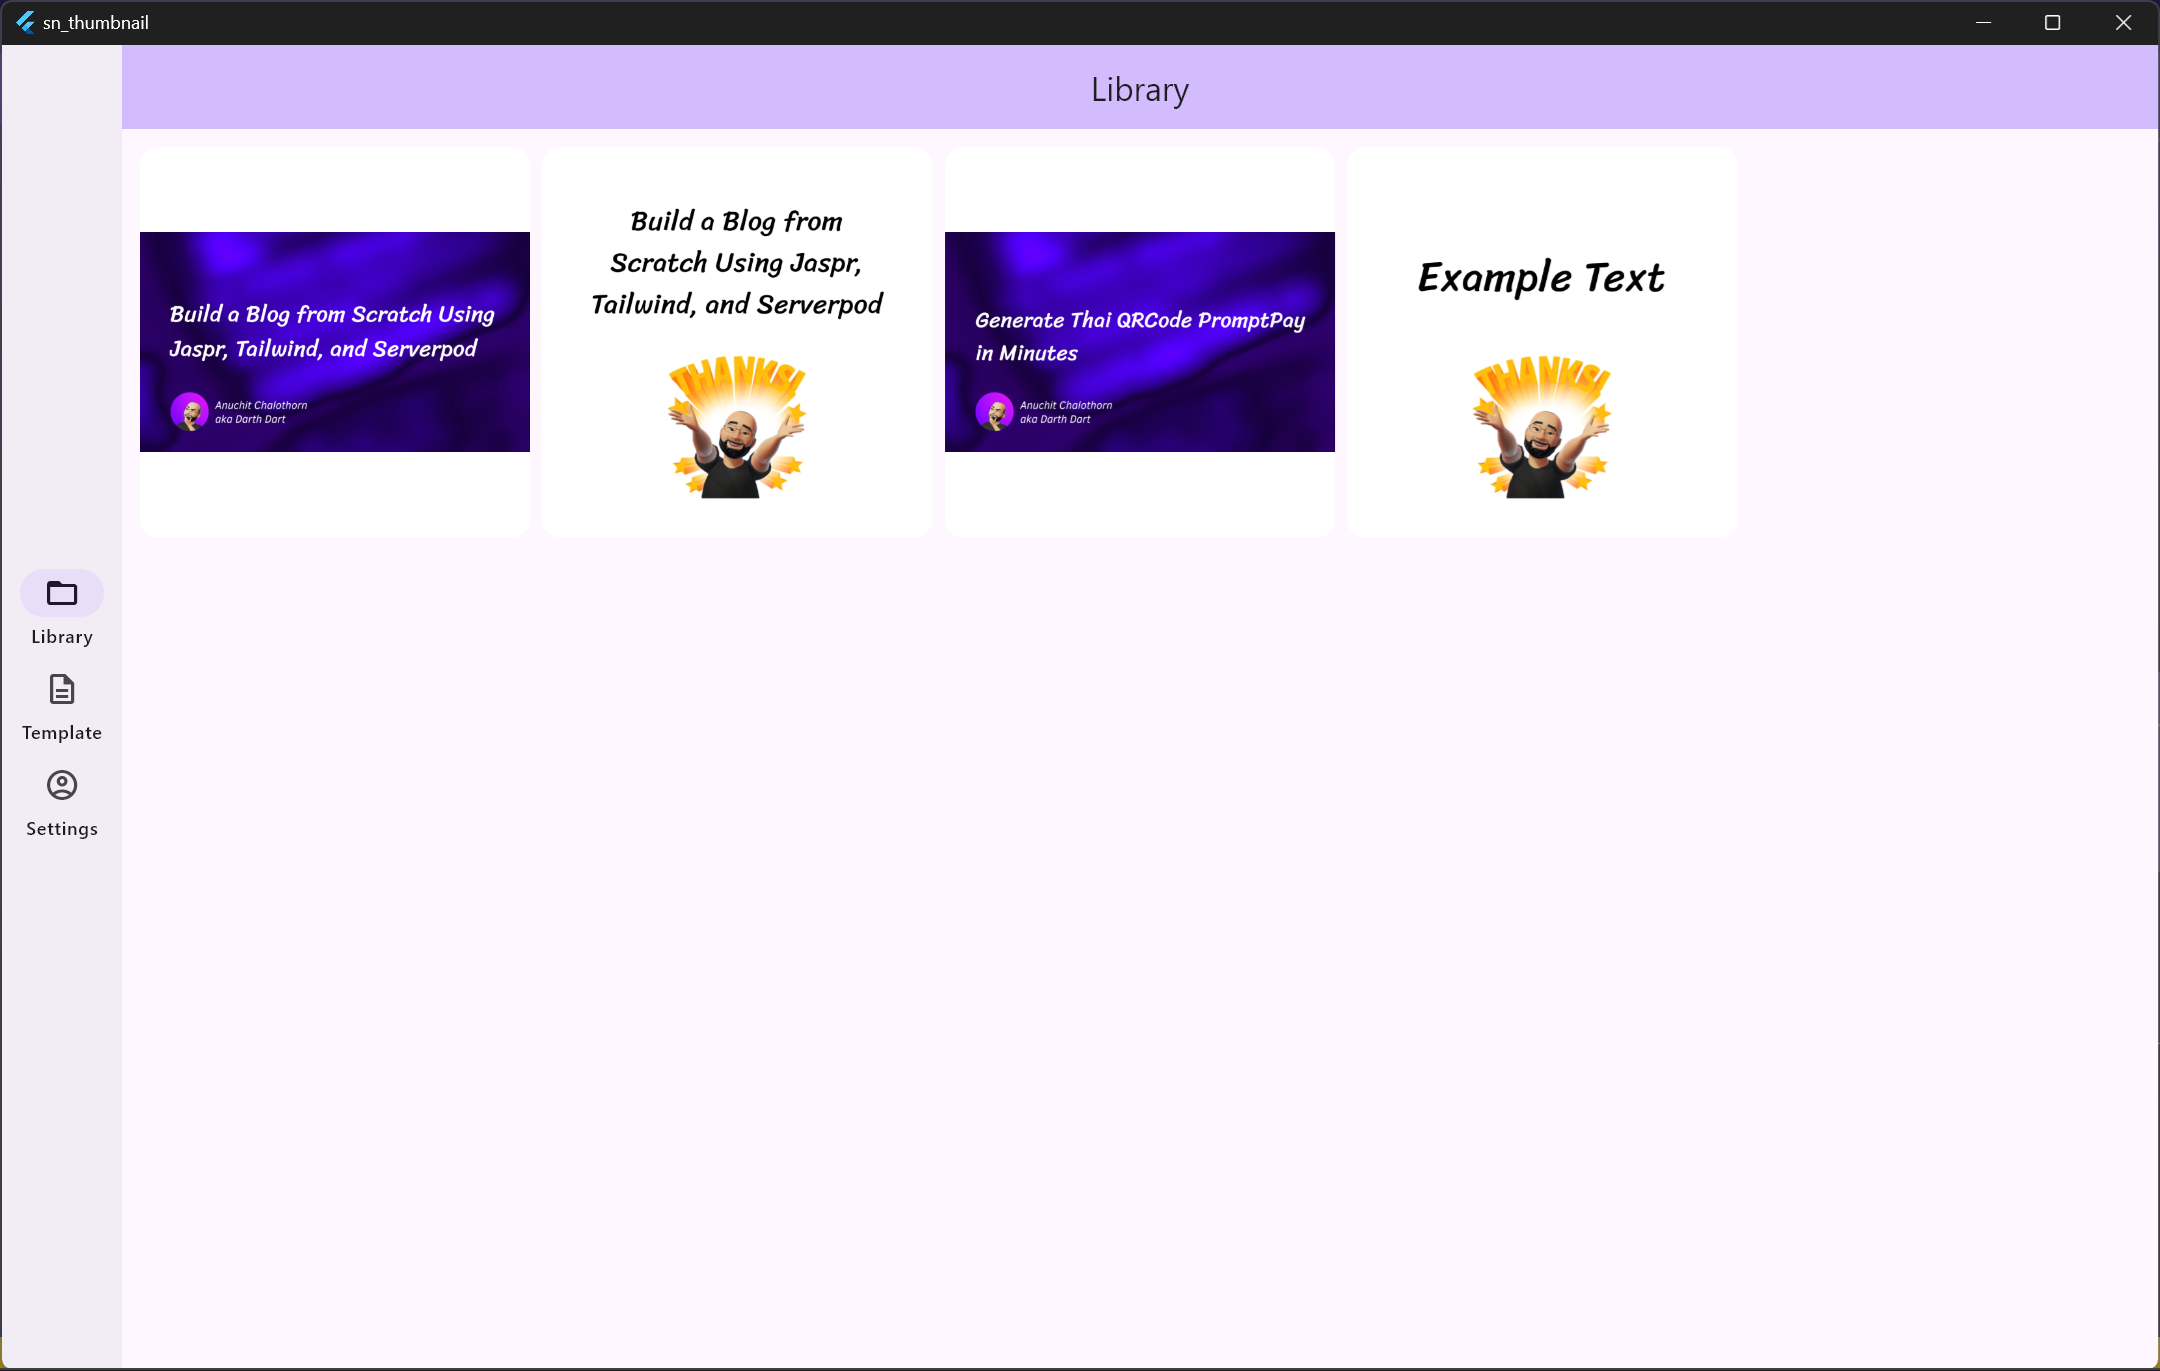 sn_thumbnail
Library
Build a Blog from Scratch Using
Jaspr, Tailwind, and Serverpod
Anuchit Chalothorn
aka Darth Dart
Build a Blog from
Scratch Using Jaspr,
Tailwind, and Serverpod
THANKS!
Generate Thai QRCode PromptPay
in Minutes
Anuchit Chalothorn
aka Darth Dart
Example Text
THANKS!
Library
Template
Settings